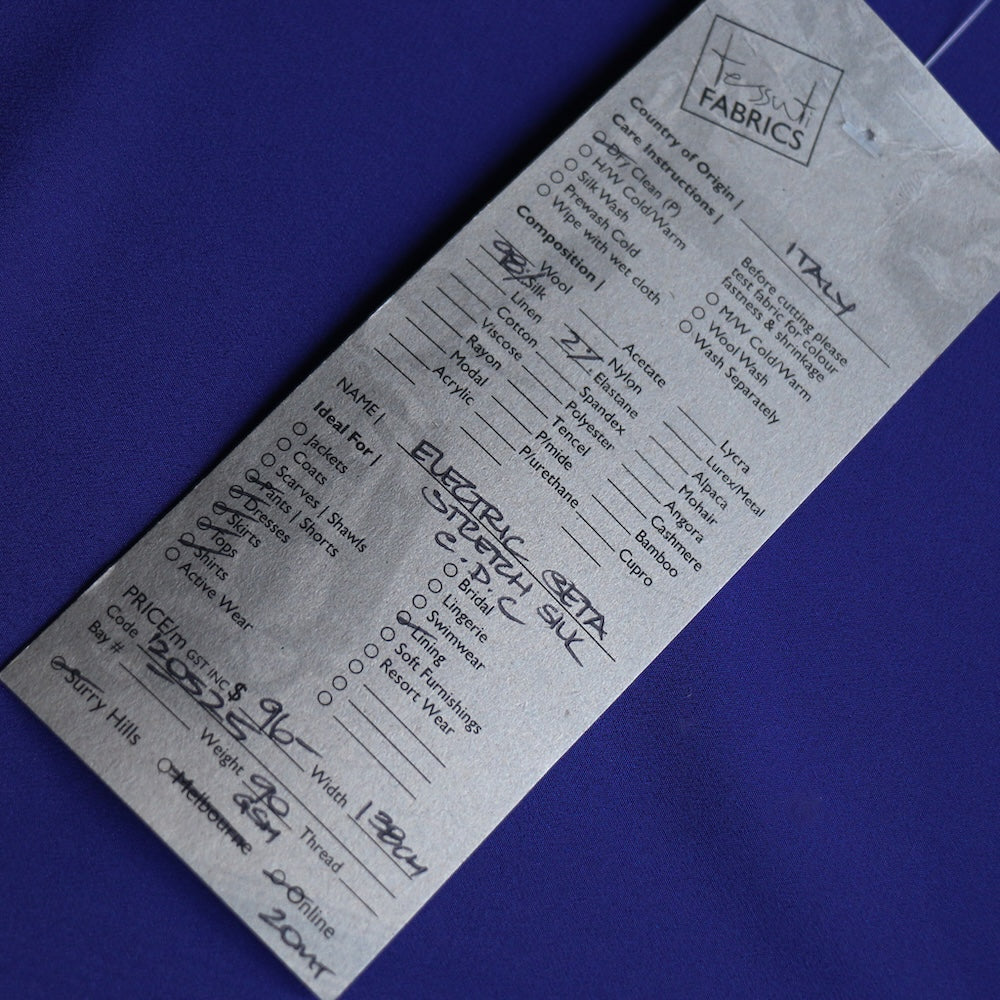 Tessuti
FABRICS
Country of Origin | ITALY
Care Instructions |
Dry Clean (P)
H/W Cold/Warm
Silk Wash
Prewash Cold
Wipe with wet cloth
Before cutting please
test fabric for colour
fastness & shrinkage
M/W Cold/Warm
Wool Wash
Wash Separately
Composition |
Wool
98% Silk
Linen
Cotton
Viscose
Rayon
Modal
Acrylic
Acetate
Nylon
2% Elastane
Spandex
Polyester
Tencel
P/mide
P/urethane
Lycra
Lurex/Metal
Alpaca
Mohair
Angora
Cashmere
Bamboo
Cupro
NAME | ELECTRIC SETA
STRETCH SILK
C.D.C
Ideal For |
Jackets
Coats
Scarves | Shawls
Pants | Shorts
Dresses
Skirts
Tops
Shirts
Active Wear
Bridal
Lingerie
Swimwear
Lining
Soft Furnishings
Resort Wear
PRICE/m GST INC $ 96- Width 138cm
Code 20525 Weight 90 GSM Thread
Bay #
Surry Hills
Melbourne
Online
20MT